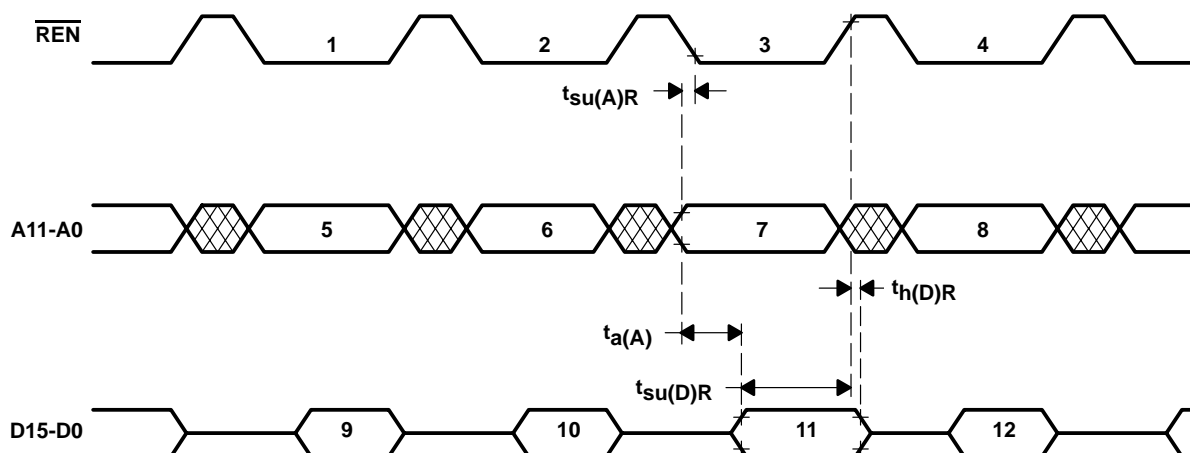 REN
1 2 3 4
tsu(A)R
A11-A0
5 6 7 8
th(D)R
ta(A)
tsu(D)R
D15-D0
9 10 11 12